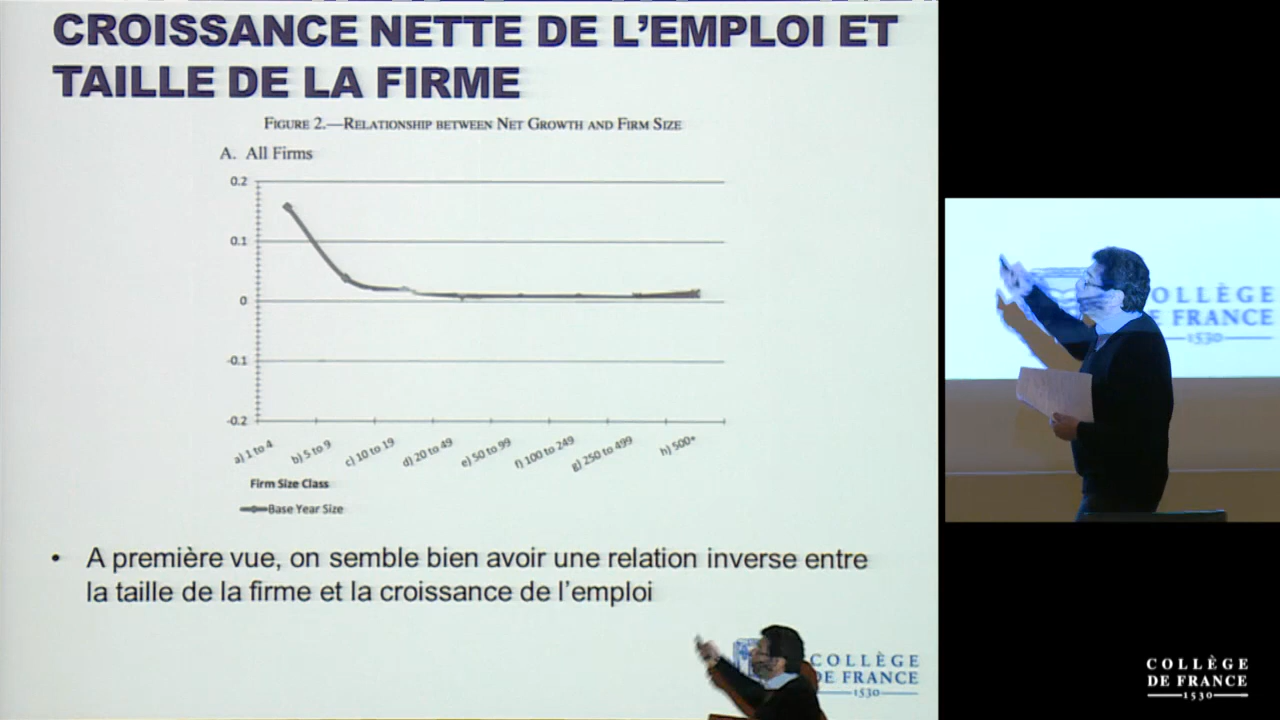 CROISSANCE NETTE DE L'EMPLOI ET
TAILLE DE LA FIRME
FIGURE 2.—RELATIONSHIP BETWEEN NET GROWTH AND FIRM SIZE
A. All Firms
0.2
0.1
0
-0.1
-0.2
a) 1 to 4
b) 5 to 9
c) 10 to 19
d) 20 to 49
e) 50 to 99
f) 100 to 249
g) 250 to 499
h) 500+
Firm Size Class
Base Year Size
• A première vue, on semble bien avoir une relation inverse entre
la taille de la firme et la croissance de l'emploi
COLLÈGE
DE FRANCE
1530
OLLÈGE
E FRANCE
1530
COLLÈGE
DE FRANCE
1530